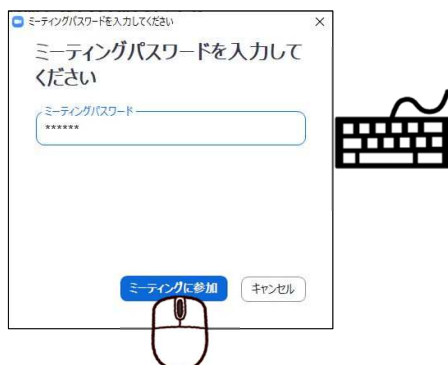 ミーティングパスワードを入力してください
ミーティングパスワードを入力して
ください
ミーティングパスワード
******
ミーティングに参加
キャンセル